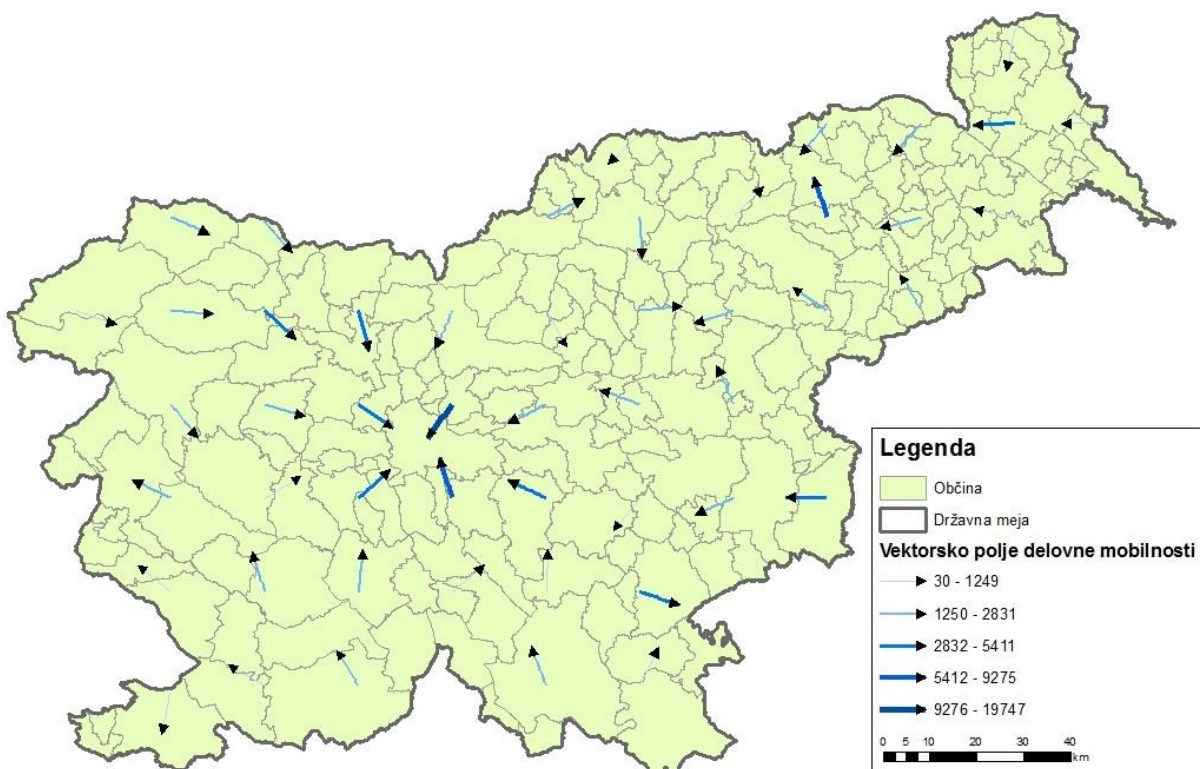 Legenda
Občina
Državna meja
Vektorsko polje delovne mobilnosti
30 - 1249
1250 - 2831
2832 - 5411
5412 - 9275
9276 - 19747
0 5 10 20 30 40
km